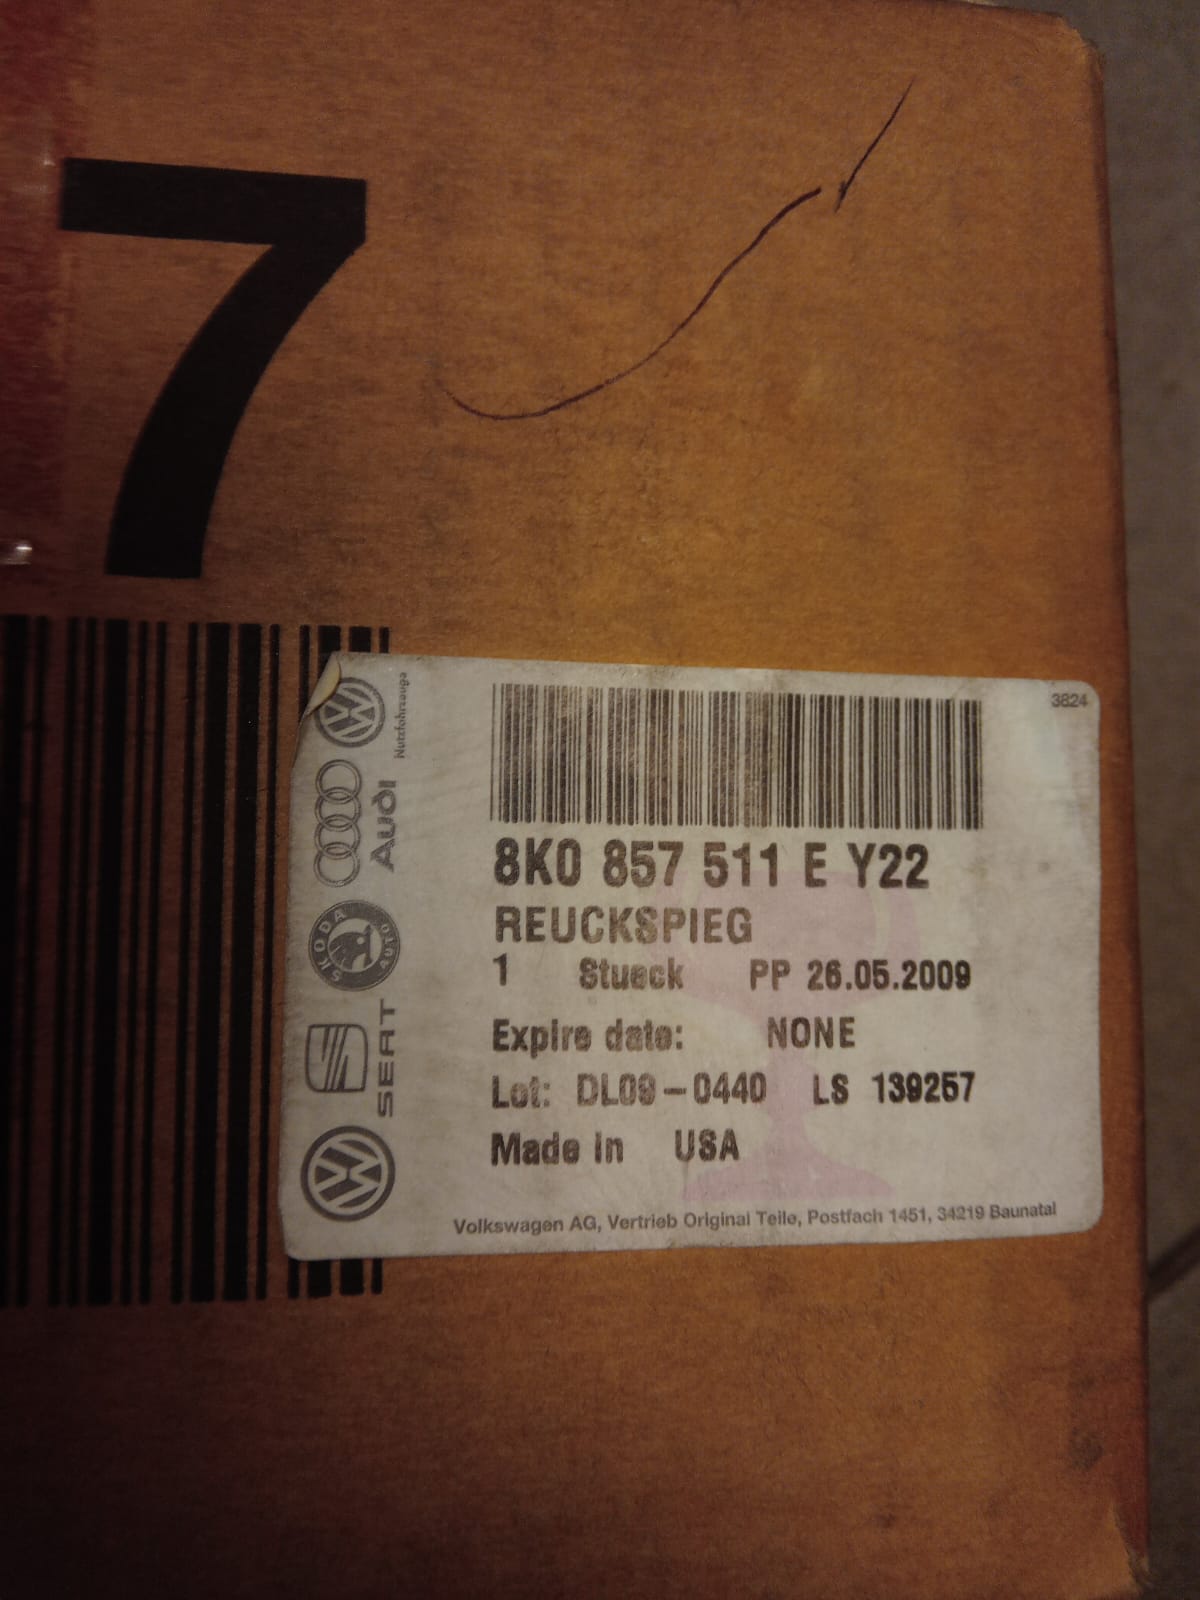 7
3824
Nutzfahrzeuge
Audi
SKODA
AUTO
SEAT
8K0 857 511 E Y22
REUCKSPIEG
1 Stueck PP 26.05.2009
Expire date: NONE
Lot: DL09-0440 LS 139257
Made in USA
Volkswagen AG, Vertrieb Original Teile, Postfach 1451, 34219 Baunatal